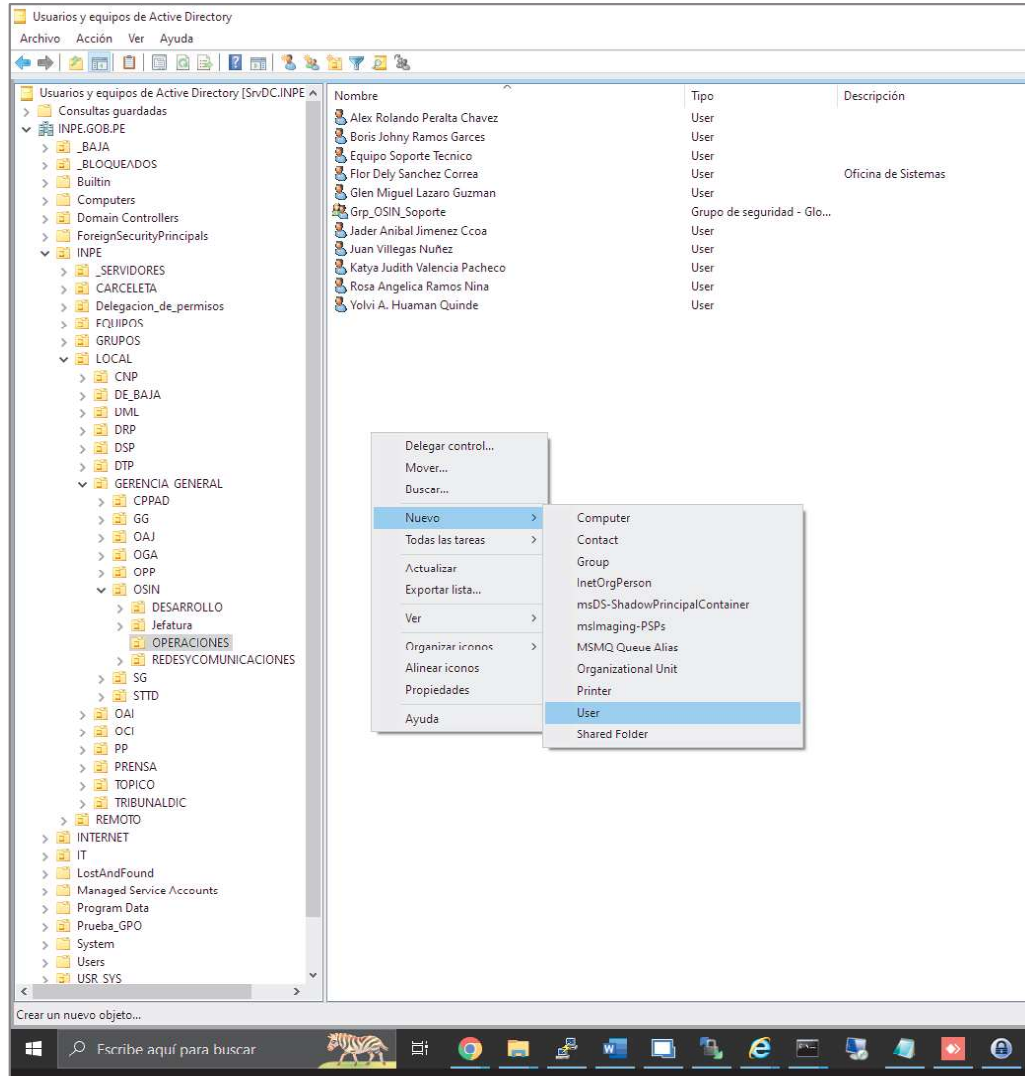 Usuarios y equipos de Active Directory
Archivo Acción Ver Ayuda
Usuarios y equipos de Active Directory [SrvDC.INPE
Consultas guardadas
INPE.GOB.PE
_BAJA
_BLOQUEADOS
Builtin
Computers
Domain Controllers
ForeignSecurityPrincipals
INPE
_SERVIDORES
CARCELETA
Delegacion_de_permisos
EQUIPOS
GRUPOS
LOCAL
CNP
DE_BAJA
DML
DRP
DSP
DTP
GERENCIA GENERAL
CPPAD
GG
OAJ
OGA
OPP
OSIN
DESARROLLO
Jefatura
OPERACIONES
REDESYCOMUNICACIONES
SG
STTD
OAI
OCI
PP
PRENSA
TOPICO
TRIBUNALDIC
REMOTO
INTERNET
IT
LostAndFound
Managed Service Accounts
Program Data
Prueba_GPO
System
Users
USR_SYS
Nombre Tipo Descripción
Alex Rolando Peralta Chavez User
Boris Johny Ramos Garces User
Equipo Soporte Tecnico User
Flor Dely Sanchez Correa User Oficina de Sistemas
Glen Miguel Lazaro Guzman User
Grp_OSIN_Soporte Grupo de seguridad - Glo...
Jader Anibal Jimenez Ccoa User
Juan Villegas Nuñez User
Katya Judith Valencia Pacheco User
Rosa Angelica Ramos Nina User
Yolvi A. Huaman Quinde User
Delegar control...
Mover...
Buscar...
Nuevo
Todas las tareas
Actualizar
Exportar lista...
Ver
Organizar iconos
Alinear iconos
Propiedades
Ayuda
Computer
Contact
Group
InetOrgPerson
msDS-ShadowPrincipalContainer
msImaging-PSPs
MSMQ Queue Alias
Organizational Unit
Printer
User
Shared Folder
Crear un nuevo objeto...
Escribe aquí para buscar